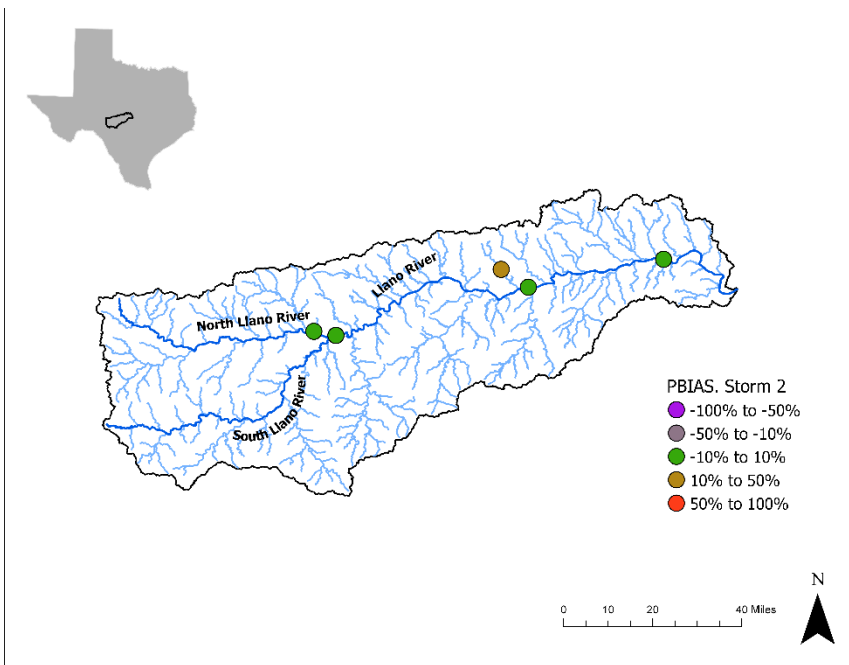 Llano River
North Llano River
South Llano River
PBIAS. Storm 2
-100% to -50%
-50% to -10%
-10% to 10%
10% to 50%
50% to 100%
N
0 10 20 40 Miles